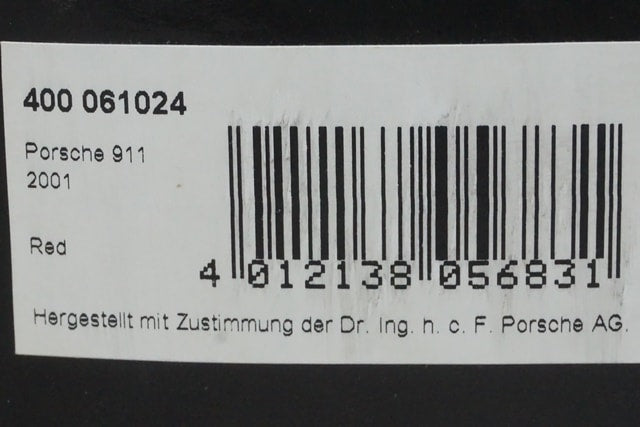 400 061024
Porsche 911
2001
Red
4 012138 056831
Hergestellt mit Zustimmung der Dr. Ing. h. c. F. Porsche AG.